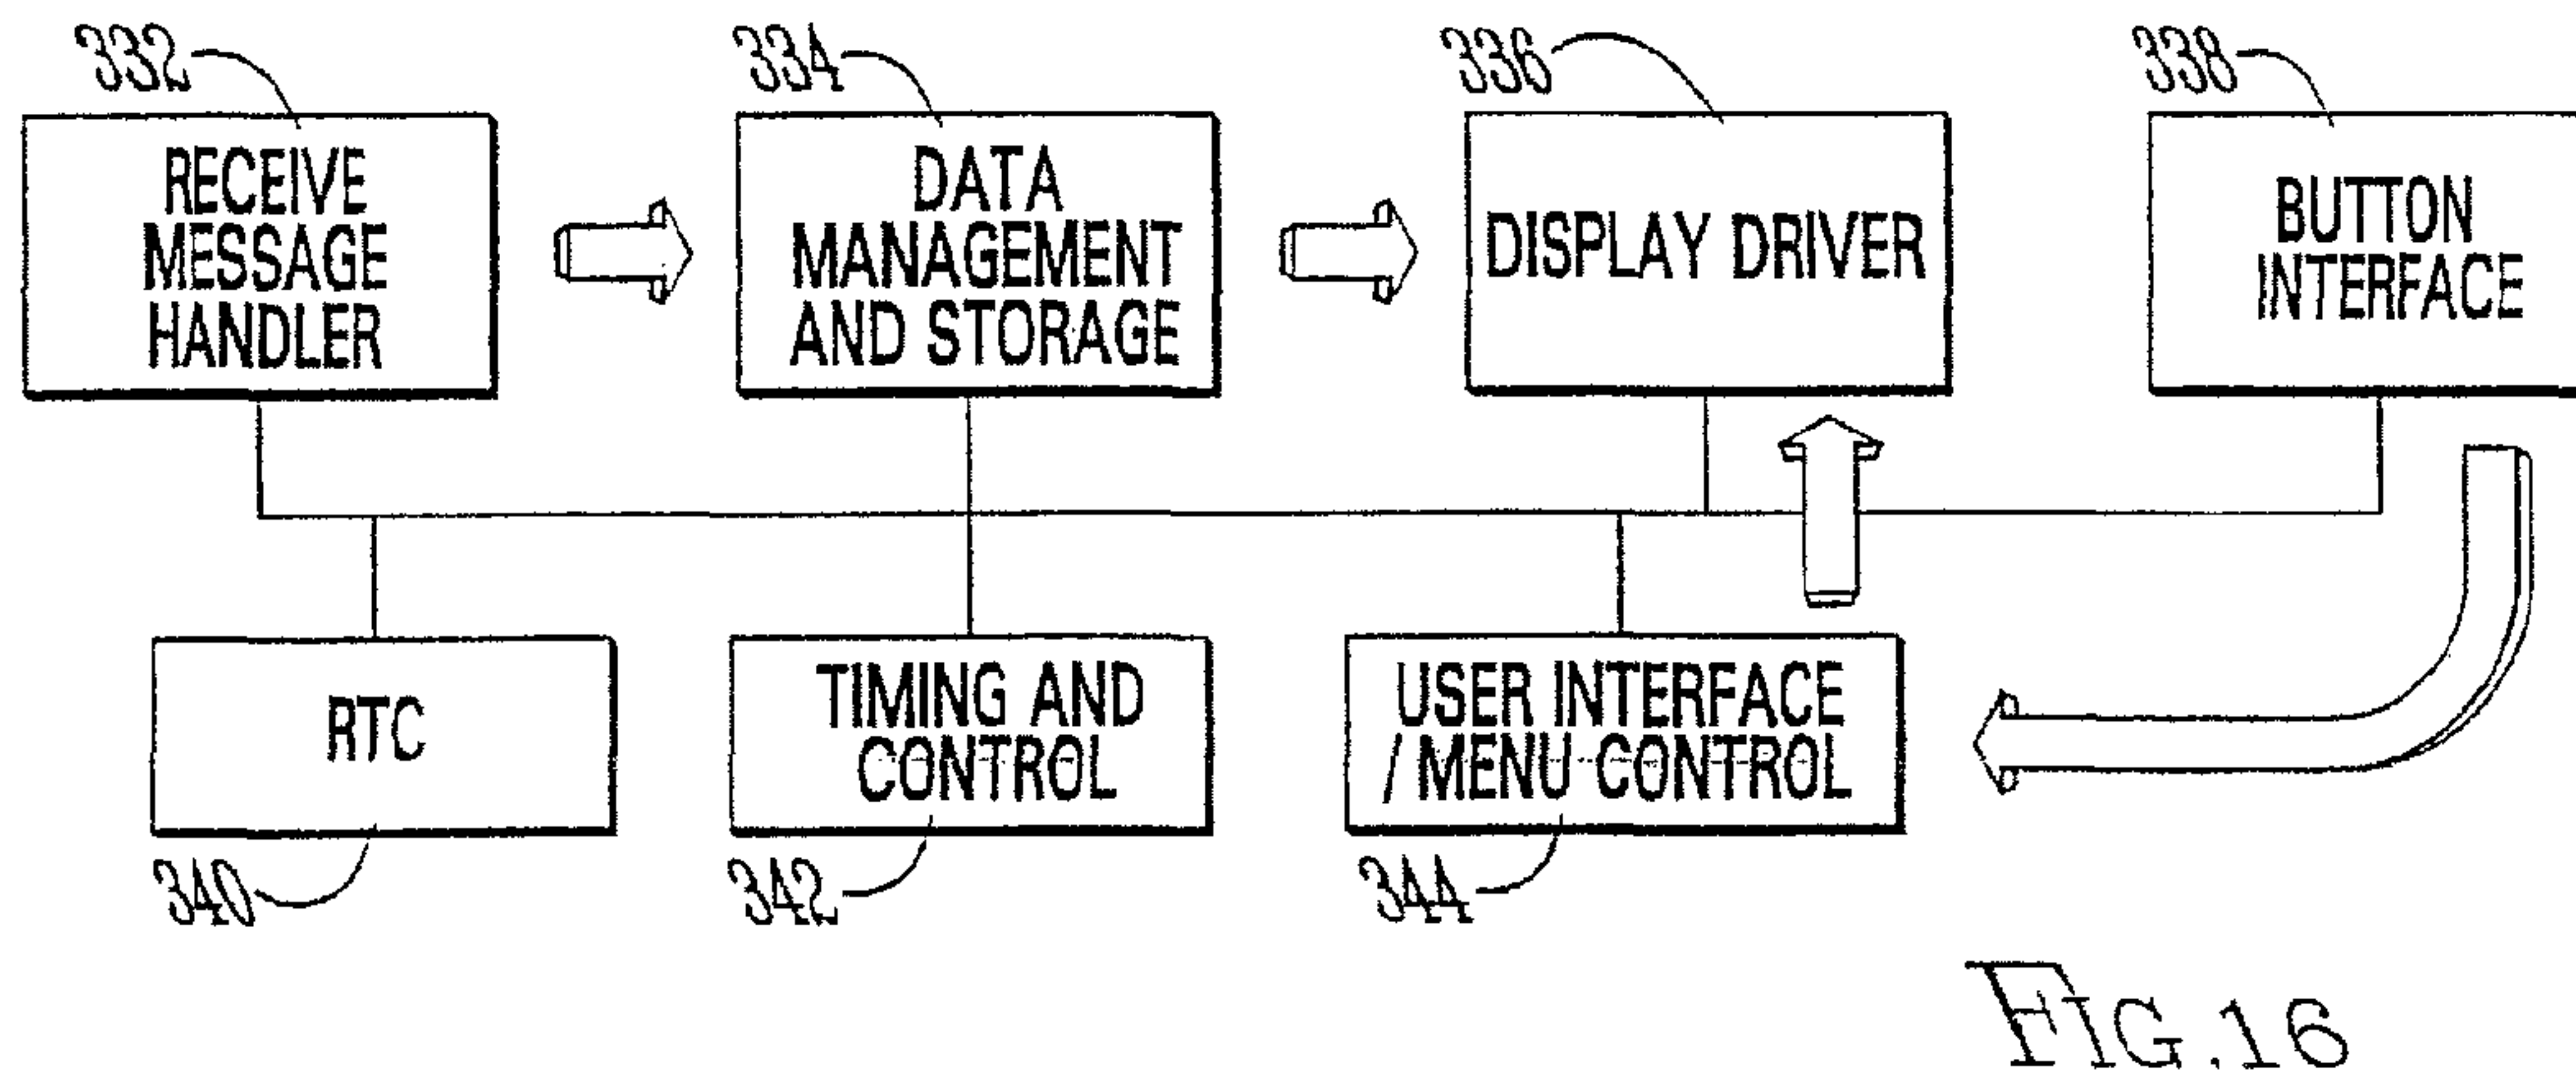 332
334
336
338
RECEIVE
MESSAGE
HANDLER
DATA
MANAGEMENT
AND STORAGE
DISPLAY DRIVER
BUTTON
INTERFACE
RTC
TIMING AND
CONTROL
USER INTERFACE
/ MENU CONTROL
340
342
344
FIG.16